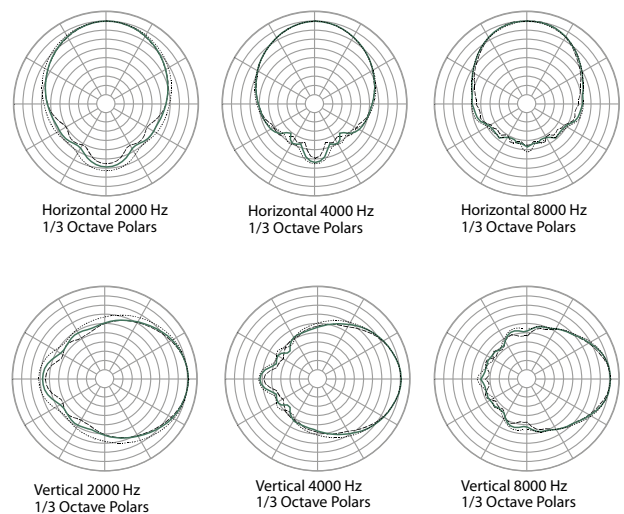 Horizontal 2000 Hz
1/3 Octave Polars
Horizontal 4000 Hz
1/3 Octave Polars
Horizontal 8000 Hz
1/3 Octave Polars
Vertical 2000 Hz
1/3 Octave Polars
Vertical 4000 Hz
1/3 Octave Polars
Vertical 8000 Hz
1/3 Octave Polars